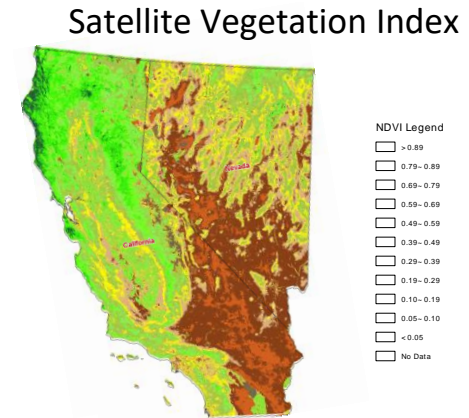 Satellite Vegetation Index
Nevada
California
NDVI Legend
> 0.89
0.79 - 0.89
0.69 - 0.79
0.59 - 0.69
0.49 - 0.59
0.39 - 0.49
0.29 - 0.39
0.19 - 0.29
0.10 - 0.19
0.05 - 0.10
< 0.05
No Data